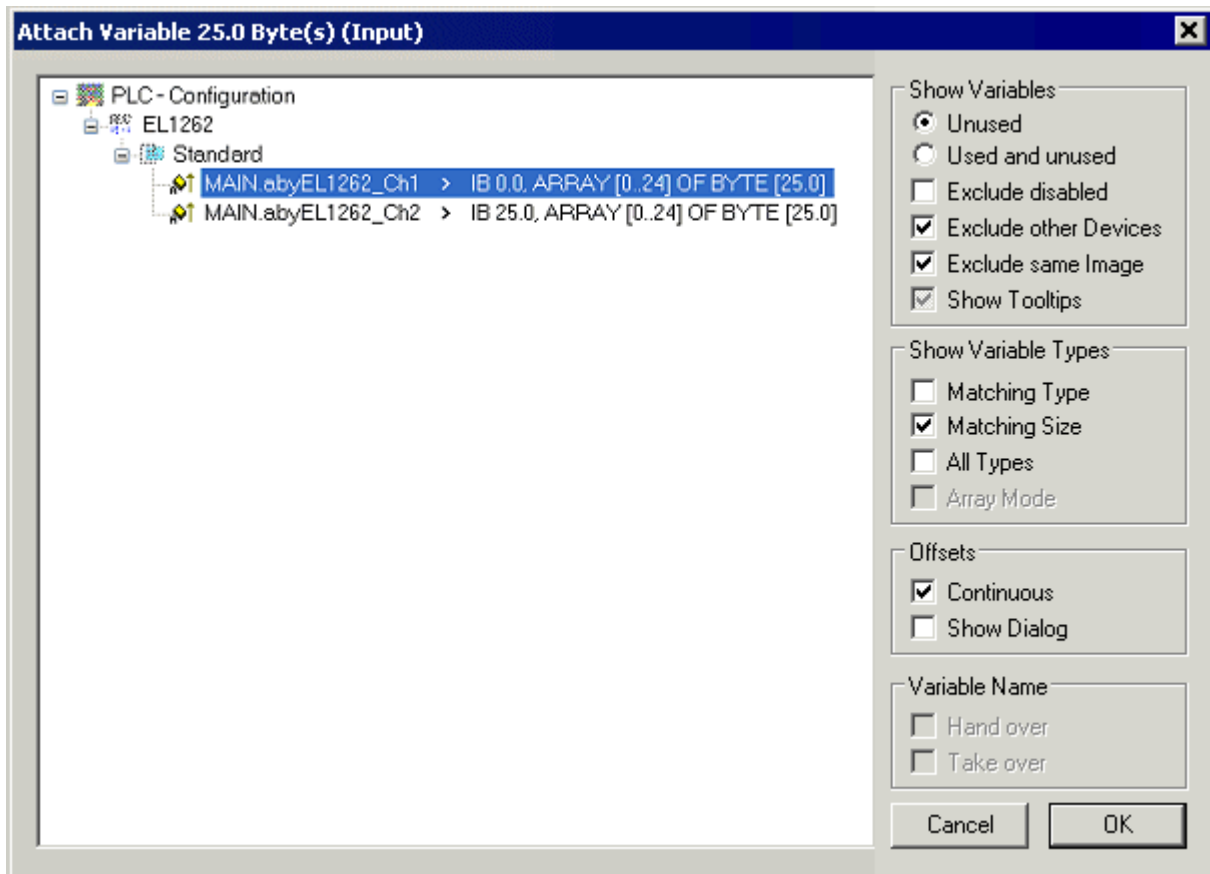 Attach Variable 25.0 Byte(s) (Input)
PLC - Configuration
EL1262
Standard
MAIN.abyEL1262_Ch1 > IB 0.0, ARRAY [0..24] OF BYTE [25.0]
MAIN.abyEL1262_Ch2 > IB 25.0, ARRAY [0..24] OF BYTE [25.0]
Show Variables
Unused
Used and unused
Exclude disabled
Exclude other Devices
Exclude same Image
Show Tooltips
Show Variable Types
Matching Type
Matching Size
All Types
Array Mode
Offsets
Continuous
Show Dialog
Variable Name
Hand over
Take over
Cancel
OK